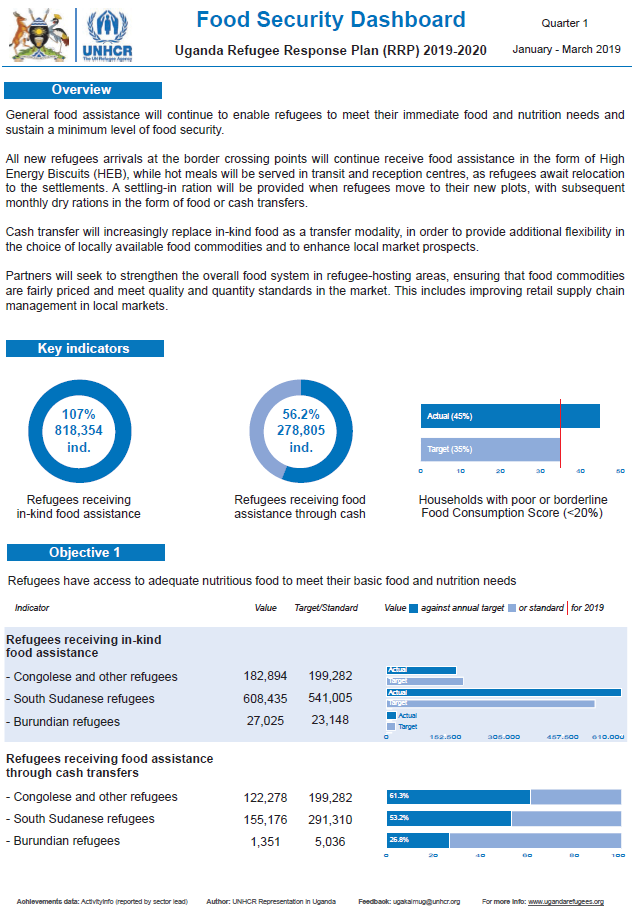 Food Security Dashboard
Quarter 1
UNHCR
The UN Refugee Agency
Uganda Refugee Response Plan (RRP) 2019-2020
January - March 2019
Overview
General food assistance will continue to enable refugees to meet their immediate food and nutrition needs and
sustain a minimum level of food security.
All new refugees arrivals at the border crossing points will continue receive food assistance in the form of High
Energy Biscuits (HEB), while hot meals will be served in transit and reception centres, as refugees await relocation
to the settlements. A settling-in ration will be provided when refugees move to their new plots, with subsequent
monthly dry rations in the form of food or cash transfers.
Cash transfer will increasingly replace in-kind food as a transfer modality, in order to provide additional flexibility in
the choice of locally available food commodities and to enhance local market prospects.
Partners will seek to strengthen the overall food system in refugee-hosting areas, ensuring that food commodities
are fairly priced and meet quality and quantity standards in the market. This includes improving retail supply chain
management in local markets.
Key indicators
107%
818,354
ind.
Refugees receiving
in-kind food assistance
56.2%
278,805
ind.
Refugees receiving food
assistance through cash
Actual (45%)
Target (35%)
0 10 20 30 40 50
Households with poor or borderline
Food Consumption Score (<20%)
Objective 1
Refugees have access to adequate nutritious food to meet their basic food and nutrition needs
Indicator Value Target/Standard Value against annual target or standard for 2019
Refugees receiving in-kind
food assistance
- Congolese and other refugees 182,894 199,282
Actual
Target
- South Sudanese refugees 608,435 541,005
Actual
Target
- Burundian refugees 27,025 23,148
Actual
Target
0 152,500 305,000 457,500 610,000
Refugees receiving food assistance
through cash transfers
- Congolese and other refugees 122,278 199,282 61.3%
- South Sudanese refugees 155,176 291,310 53.2%
- Burundian refugees 1,351 5,036 26.8%
0 20 40 60 80 100
Achievements data: ActivityInfo (reported by sector lead) Author: UNHCR Representation in Uganda Feedback: ugakaimug@unhcr.org For more info: www.ugandarefugees.org